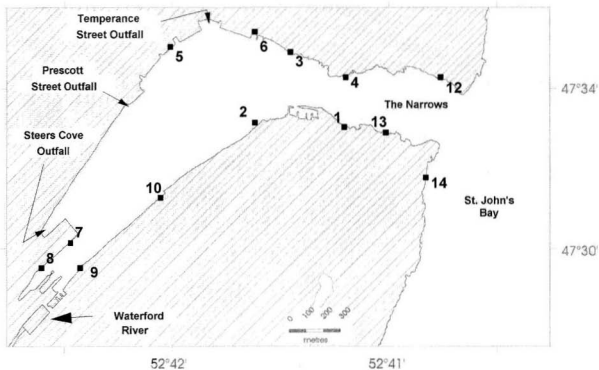 Temperance
Street Outfall
6
3
5
Prescott
Street Outfall
4
12
47°34'
The Narrows
Steers Cove
Outfall
2
1
13
10
14
St. John's
Bay
7
8
9
47°30'
Waterford
River
0 100 200 300
metres
52°42'
52°41'